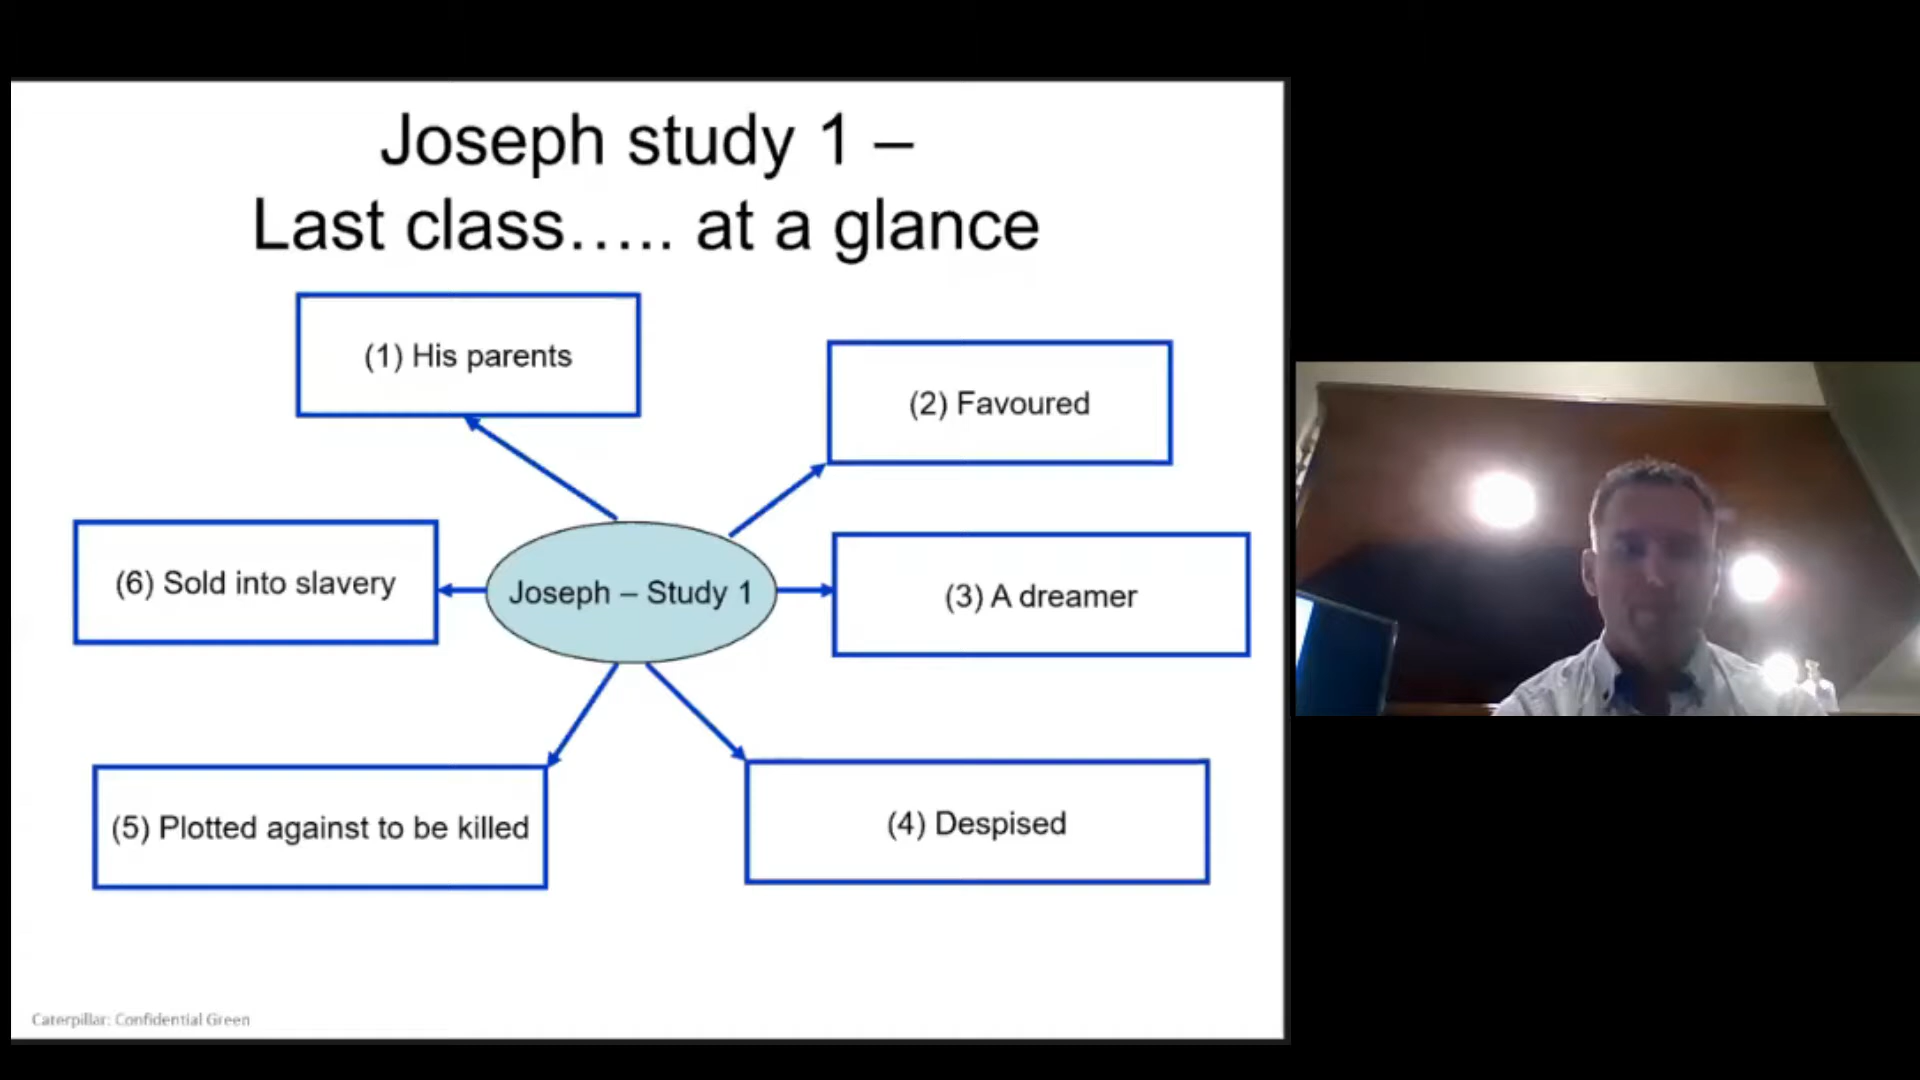 Joseph study 1 –
Last class….. at a glance
(1) His parents
(2) Favoured
(6) Sold into slavery
Joseph – Study 1
(3) A dreamer
(5) Plotted against to be killed
(4) Despised
Caterpillar: Confidential Green